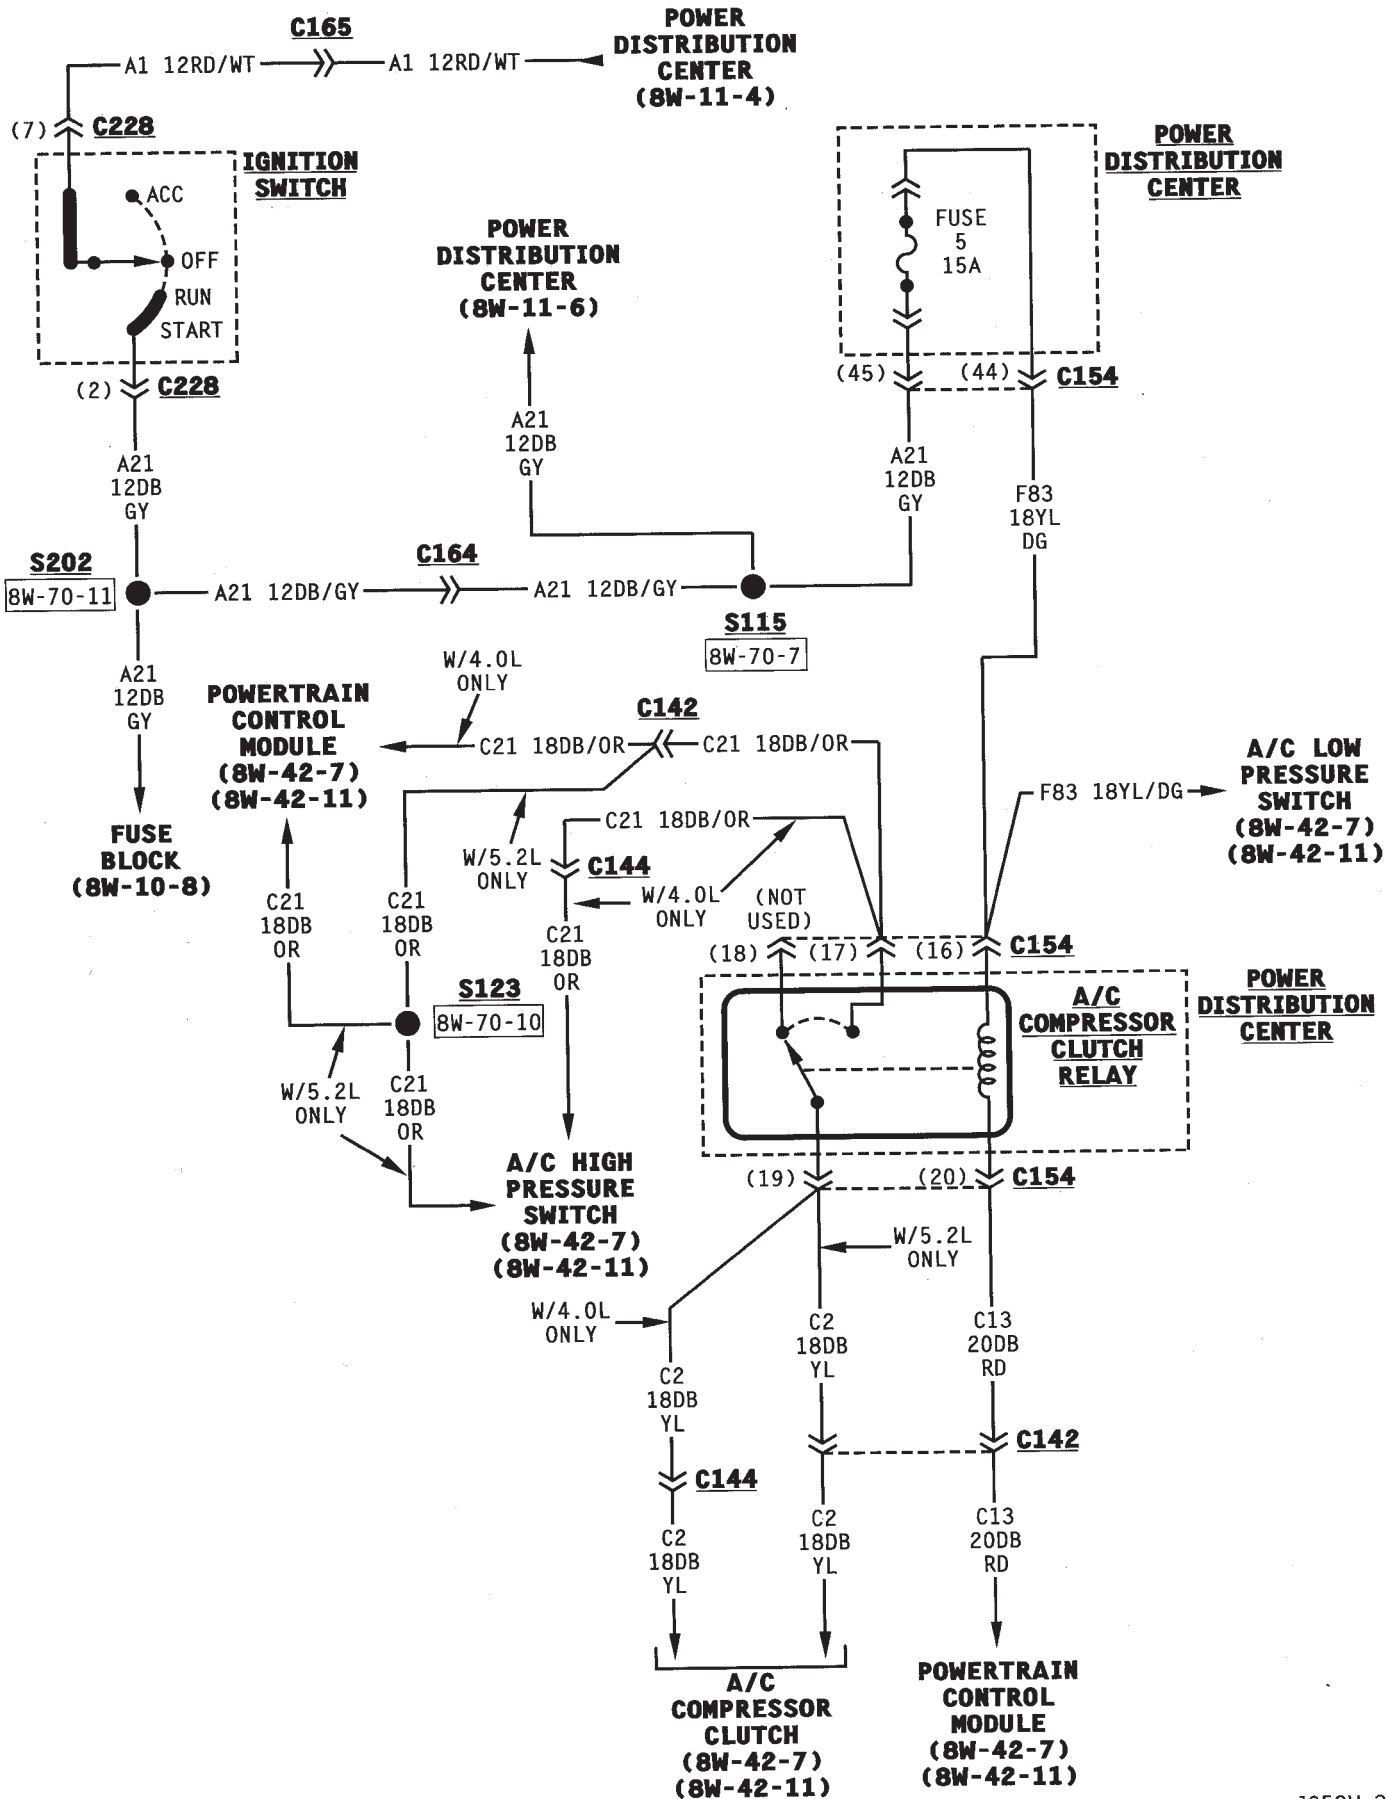 C165
A1 12RD/WT
A1 12RD/WT
POWER
DISTRIBUTION
CENTER
(8W-11-4)
(7)
C228
IGNITION
SWITCH
ACC
OFF
RUN
START
(2)
C228
A21
12DB
GY
POWER
DISTRIBUTION
CENTER
(8W-11-6)
A21
12DB
GY
POWER
DISTRIBUTION
CENTER
FUSE
5
15A
(45)
(44)
C154
A21
12DB
GY
F83
18YL
DG
S202
8W-70-11
A21 12DB/GY
C164
A21 12DB/GY
S115
8W-70-7
A21
12DB
GY
FUSE
BLOCK
(8W-10-8)
POWERTRAIN
CONTROL
MODULE
(8W-42-7)
(8W-42-11)
W/4.0L
ONLY
C21 18DB/OR
C142
C21 18DB/OR
W/5.2L
ONLY
C21 18DB/OR
C144
W/4.0L
ONLY
F83 18YL/DG
A/C LOW
PRESSURE
SWITCH
(8W-42-7)
(8W-42-11)
C21
18DB
OR
C21
18DB
OR
C21
18DB
OR
(NOT
USED)
(18)
(17)
(16)
C154
S123
8W-70-10
W/5.2L
ONLY
C21
18DB
OR
A/C
COMPRESSOR
CLUTCH
RELAY
POWER
DISTRIBUTION
CENTER
A/C HIGH
PRESSURE
SWITCH
(8W-42-7)
(8W-42-11)
(19)
(20)
C154
W/5.2L
ONLY
W/4.0L
ONLY
C2
18DB
YL
C2
18DB
YL
C13
20DB
RD
C144
C142
C2
18DB
YL
C2
18DB
YL
C13
20DB
RD
A/C
COMPRESSOR
CLUTCH
(8W-42-7)
(8W-42-11)
POWERTRAIN
CONTROL
MODULE
(8W-42-7)
(8W-42-11)